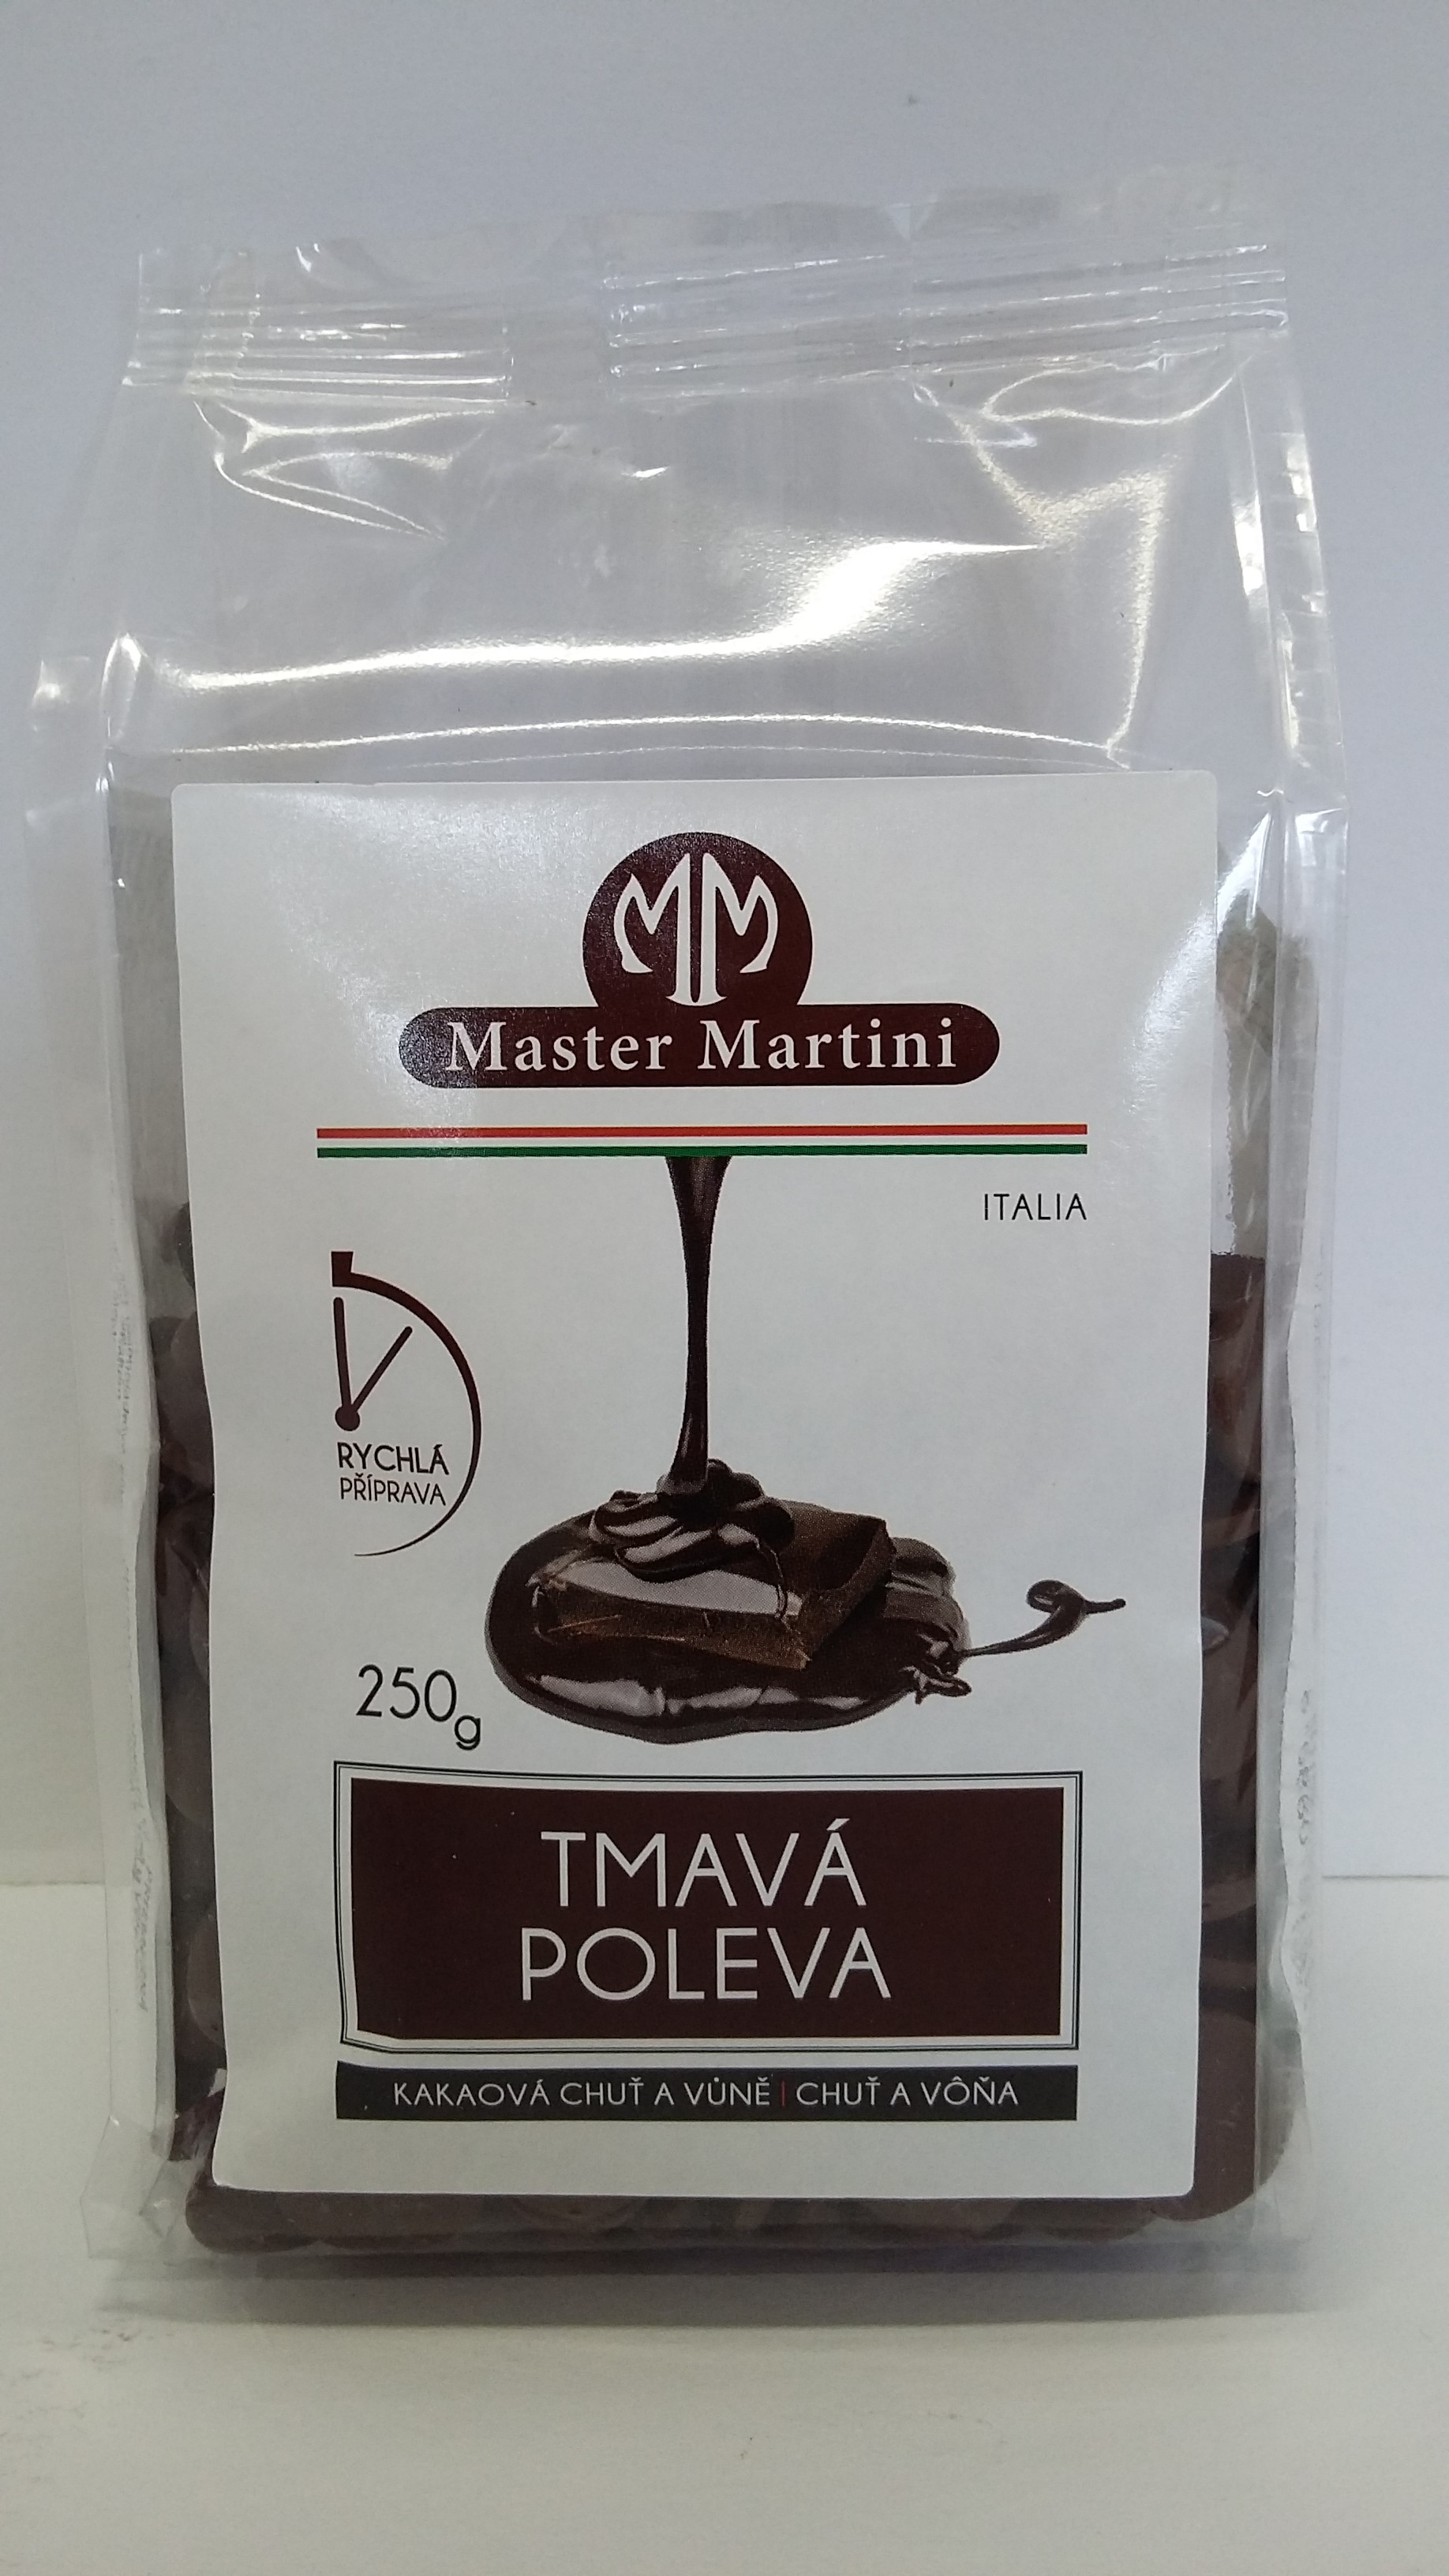 MM
Master Martini
ITALIA
RYCHLÁ
PŘÍPRAVA
250g
TMAVÁ
POLEVA
KAKAOVÁ CHUŤ A VŮNĚ | CHUŤ A VÔŇA